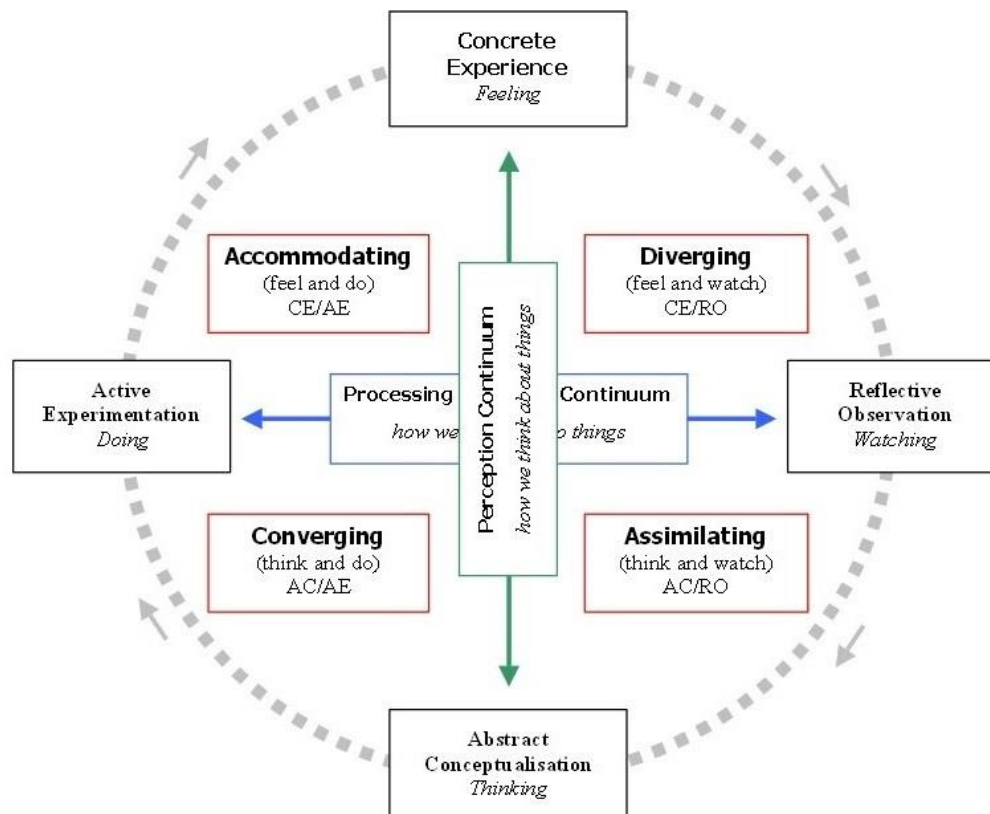 Concrete
Experience
Feeling
Accommodating
(feel and do)
CE/AE
Diverging
(feel and watch)
CE/RO
Perception Continuum
how we think about things
Active
Experimentation
Doing
Processing Continuum
how we o things
Reflective
Observation
Watching
Converging
(think and do)
AC/AE
Assimilating
(think and watch)
AC/RO
Abstract
Conceptualisation
Thinking